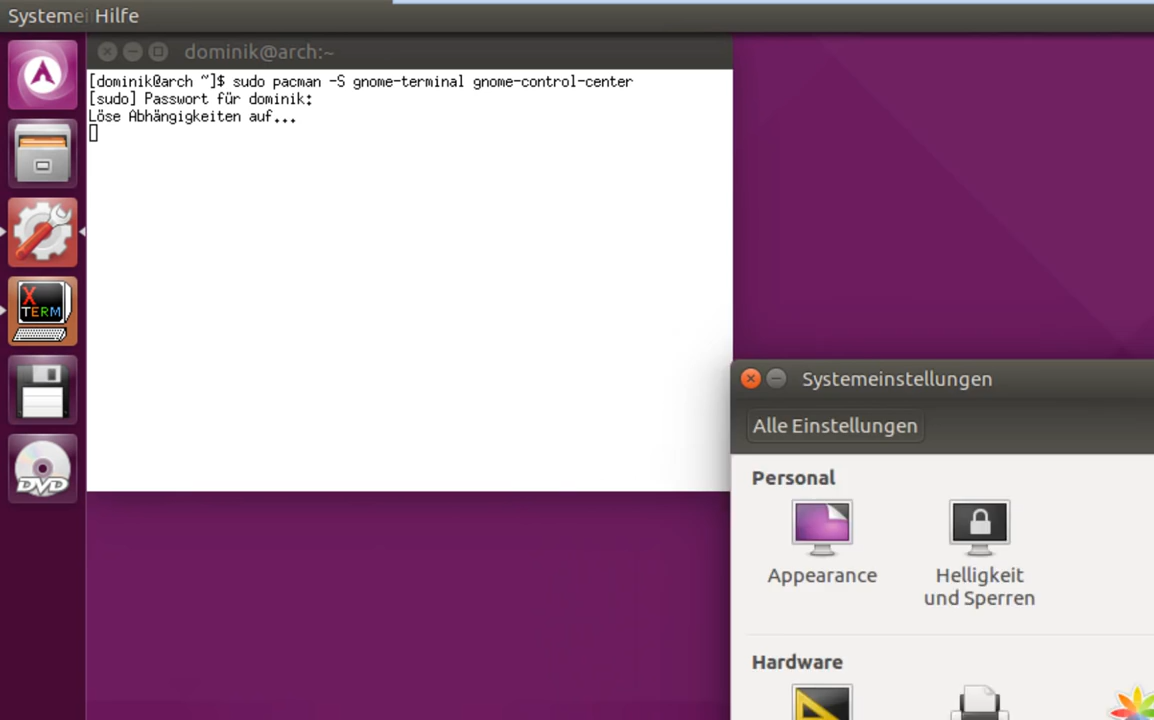 Systemei Hilfe
dominik@arch:~
[dominik@arch ~]$ sudo pacman -S gnome-terminal gnome-control-center
[sudo] Passwort für dominik:
Löse Abhängigkeiten auf...
X
TERM
DVD
Systemeinstellungen
Alle Einstellungen
Personal
Appearance
Helligkeit
und Sperren
Hardware